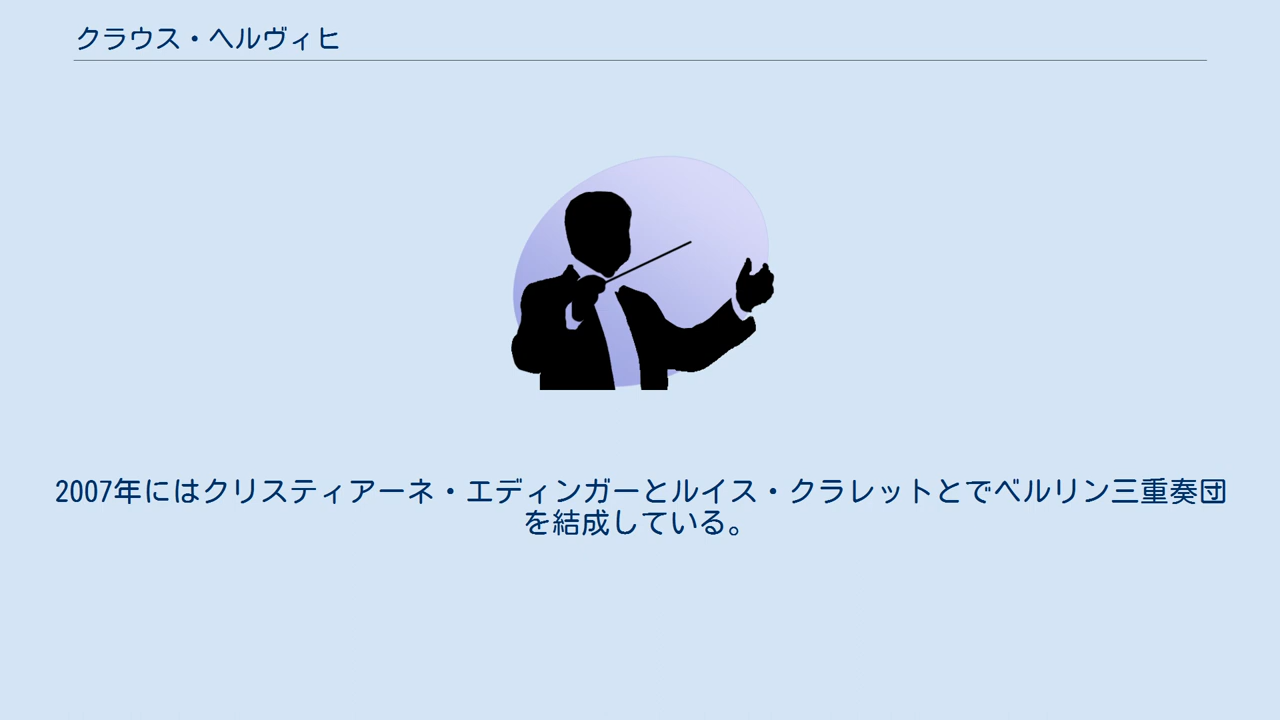 クラウス・ヘルヴィヒ
2007年にはクリスティアーネ・エディンガーとルイス・クラレットとでベルリン三重奏団
を結成している。